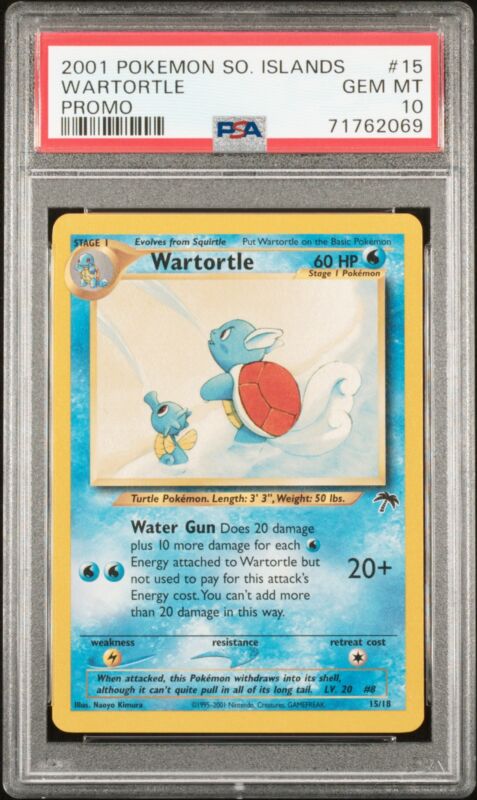 2001 POKEMON SO. ISLANDS #15
WARTORTLE GEM MT
PROMO 10
PSA 71762069
STAGE 1 Evolves from Squirtle Put Wartortle on the Basic Pokémon
Wartortle 60 HP
Stage 1 Pokémon
Turtle Pokémon. Length: 3' 3", Weight: 50 lbs.
Water Gun Does 20 damage
plus 10 more damage for each
Energy attached to Wartortle but
not used to pay for this attack's
Energy cost. You can't add more
than 20 damage in this way.
20+
weakness resistance retreat cost
When attacked, this Pokémon withdraws into its shell,
although it can't quite pull in all of its long tail. LV. 20 #8
Illus. Naoyo Kimura ©1995-2001 Nintendo, Creatures, GAMEFREAK. 15/18